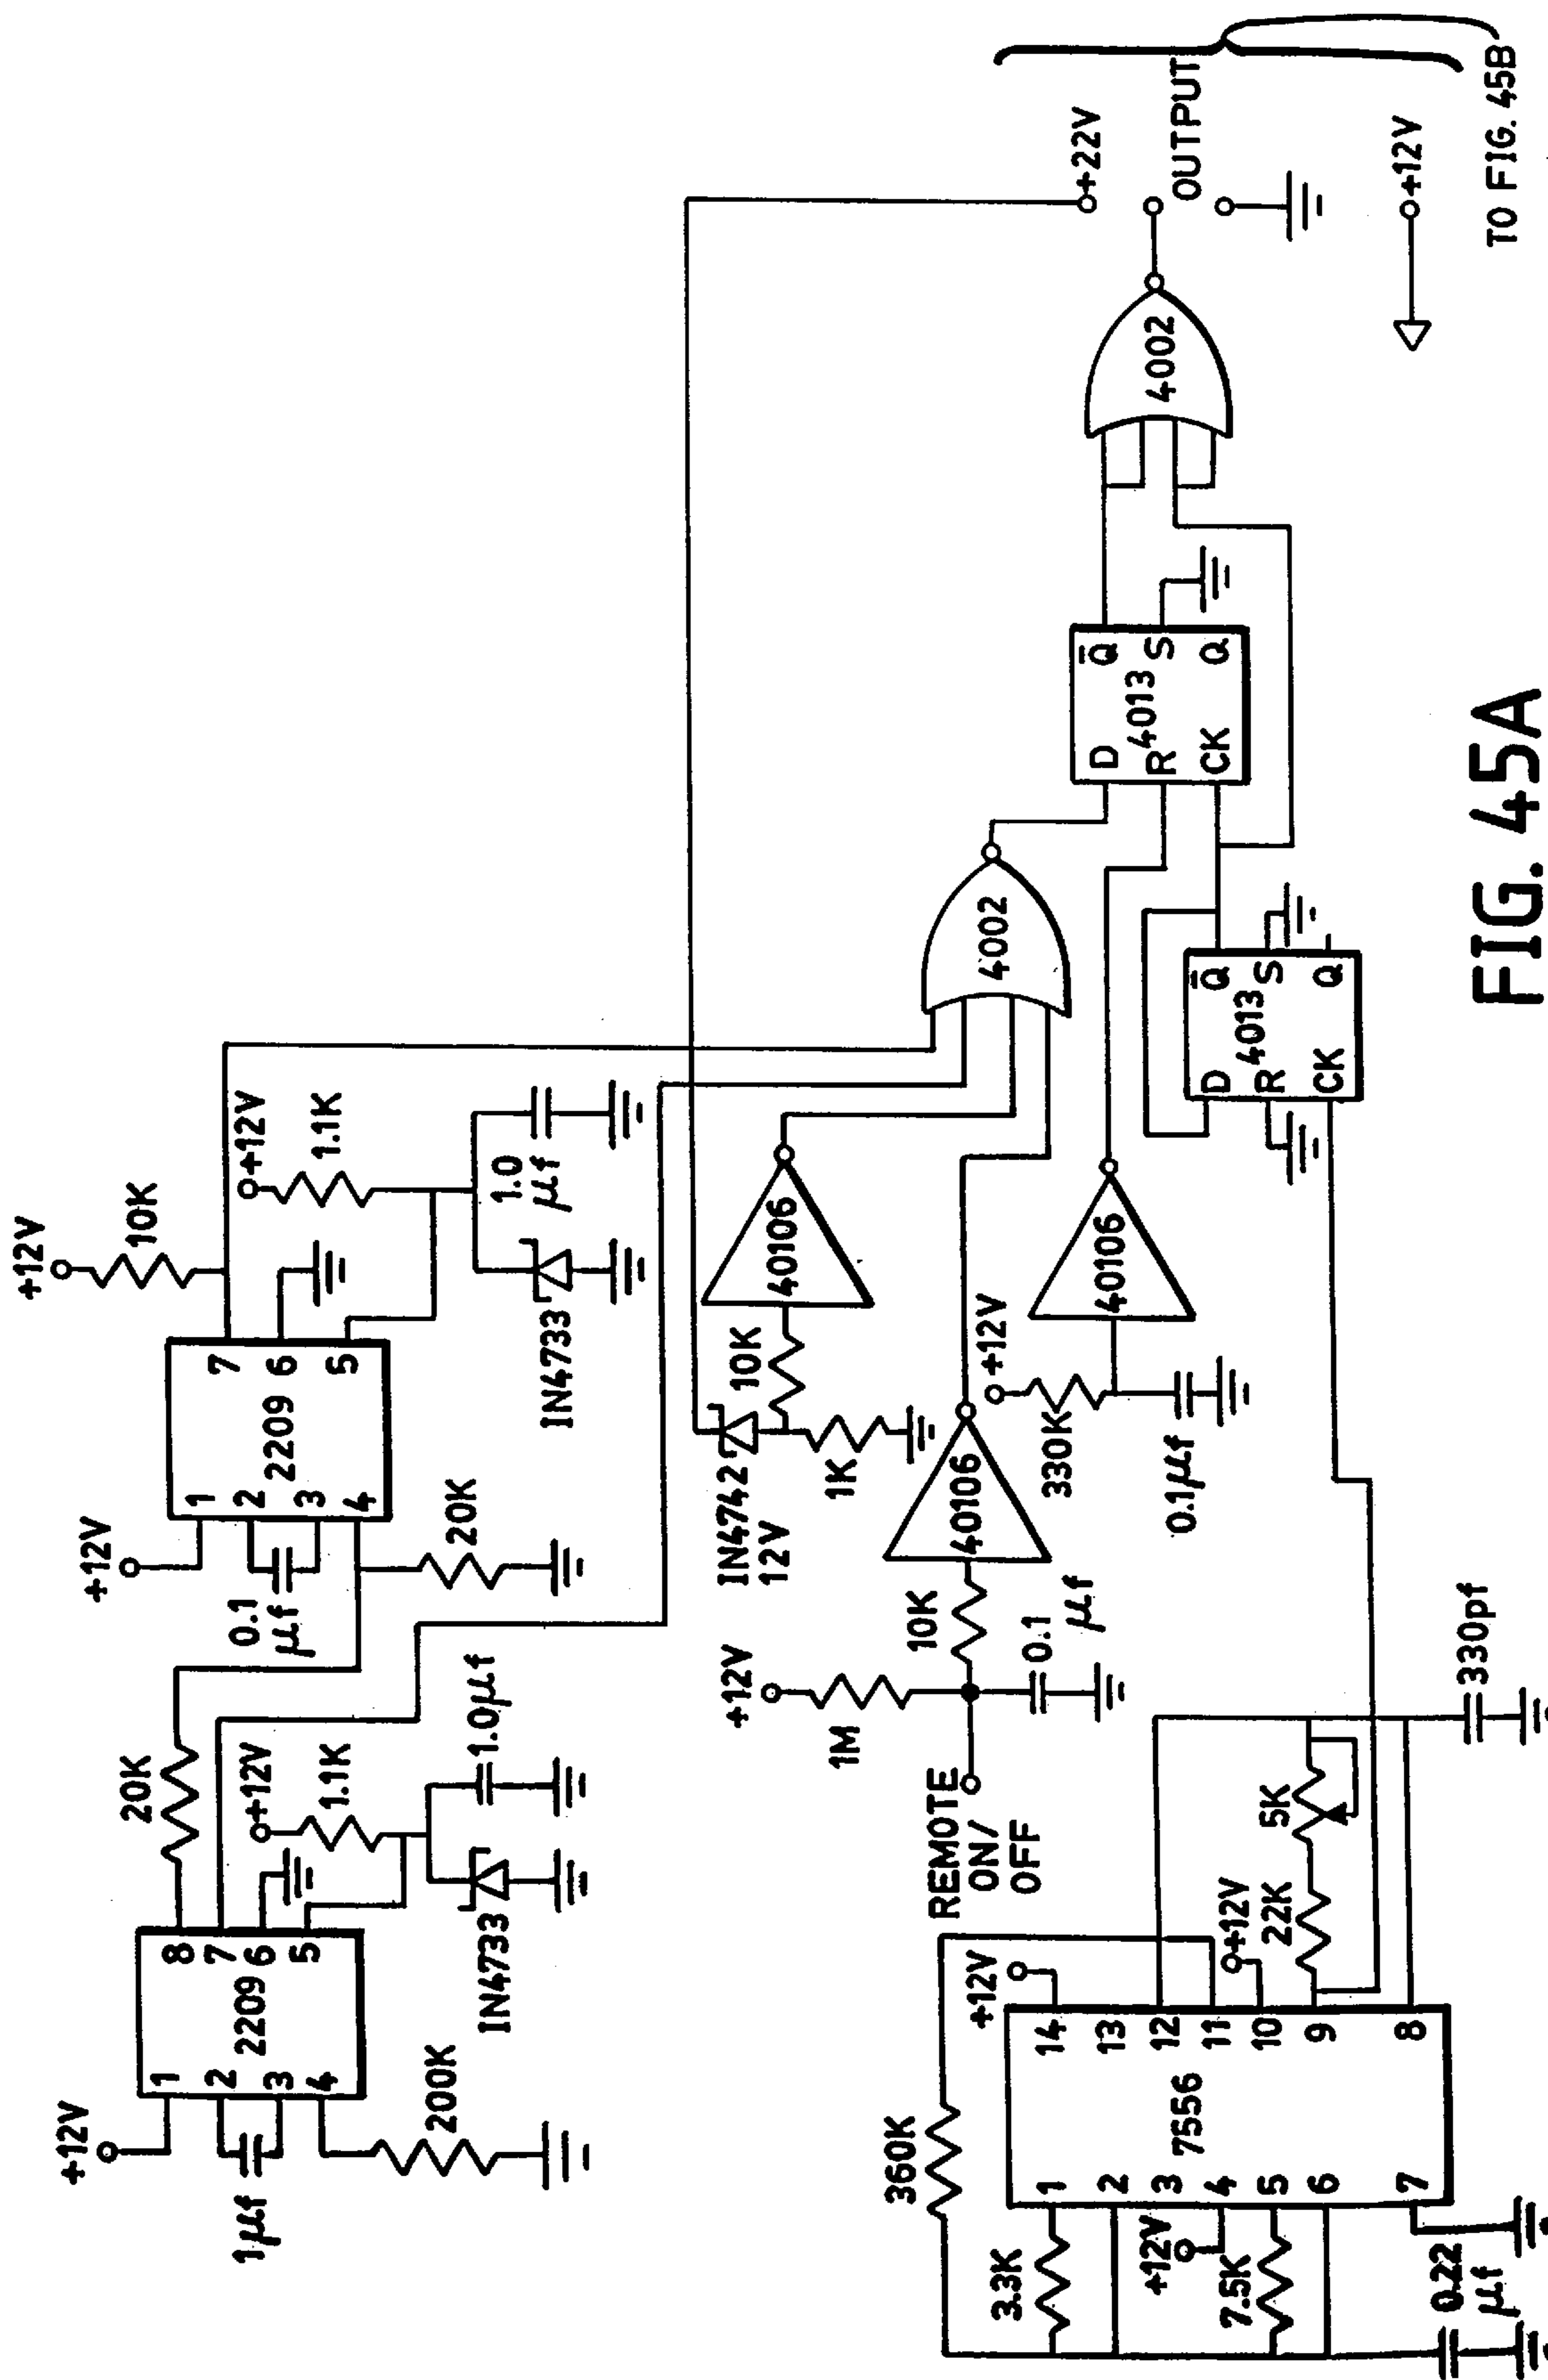 +12V
1
2
3
4
2209
8
7
6
5
1µf
200K
20K
+12V
1.1K
1.0µf
IN4733
+12V
1
2
3
4
2209
7
6
5
0.1
µf
20K
+12V
10K
+12V
1.1K
1.0
µf
IN4733
IN4742
12V
10K
1K
40106
+12V
1M
10K
0.1
µf
REMOTE
ON/
OFF
40106
+12V
330K
0.1µf
40106
4002
D
R
CK
4013
Q̄
S
Q
D
R
CK
4013
Q̄
S
Q
4002
+22V
OUTPUT
+12V
TO FIG. 45B
360K
3.3K
+12V
7.5K
0.22
µf
1
2
3
4
5
6
7
7556
14
13
12
11
10
9
8
+12V
+12V
22K
5K
330pf
FIG. 45A